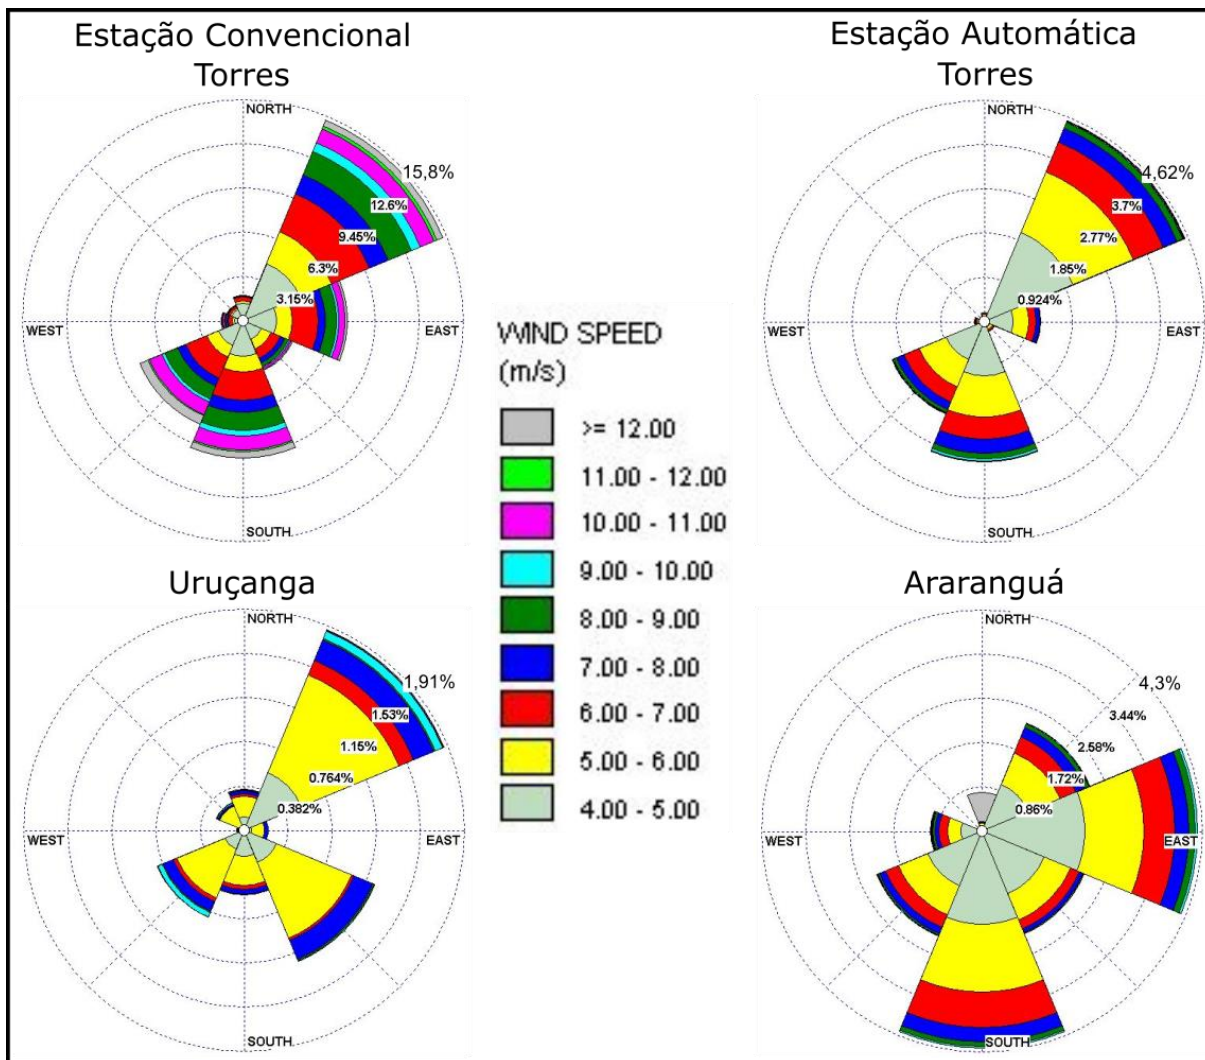 Estação Convencional
Torres
NORTH
15,8%
12.6%
9.45%
6.3%
3.15%
WEST
EAST
SOUTH
Estação Automática
Torres
NORTH
4,62%
3.7%
2.77%
1.85%
0.924%
WEST
EAST
SOUTH
WIND SPEED
(m/s)
>= 12.00
11.00 - 12.00
10.00 - 11.00
9.00 - 10.00
8.00 - 9.00
7.00 - 8.00
6.00 - 7.00
5.00 - 6.00
4.00 - 5.00
Uruçanga
NORTH
1,91%
1.53%
1.15%
0.764%
0.382%
WEST
EAST
SOUTH
Araranguá
NORTH
4,3%
3.44%
2.58%
1.72%
0.86%
WEST
EAST
SOUTH